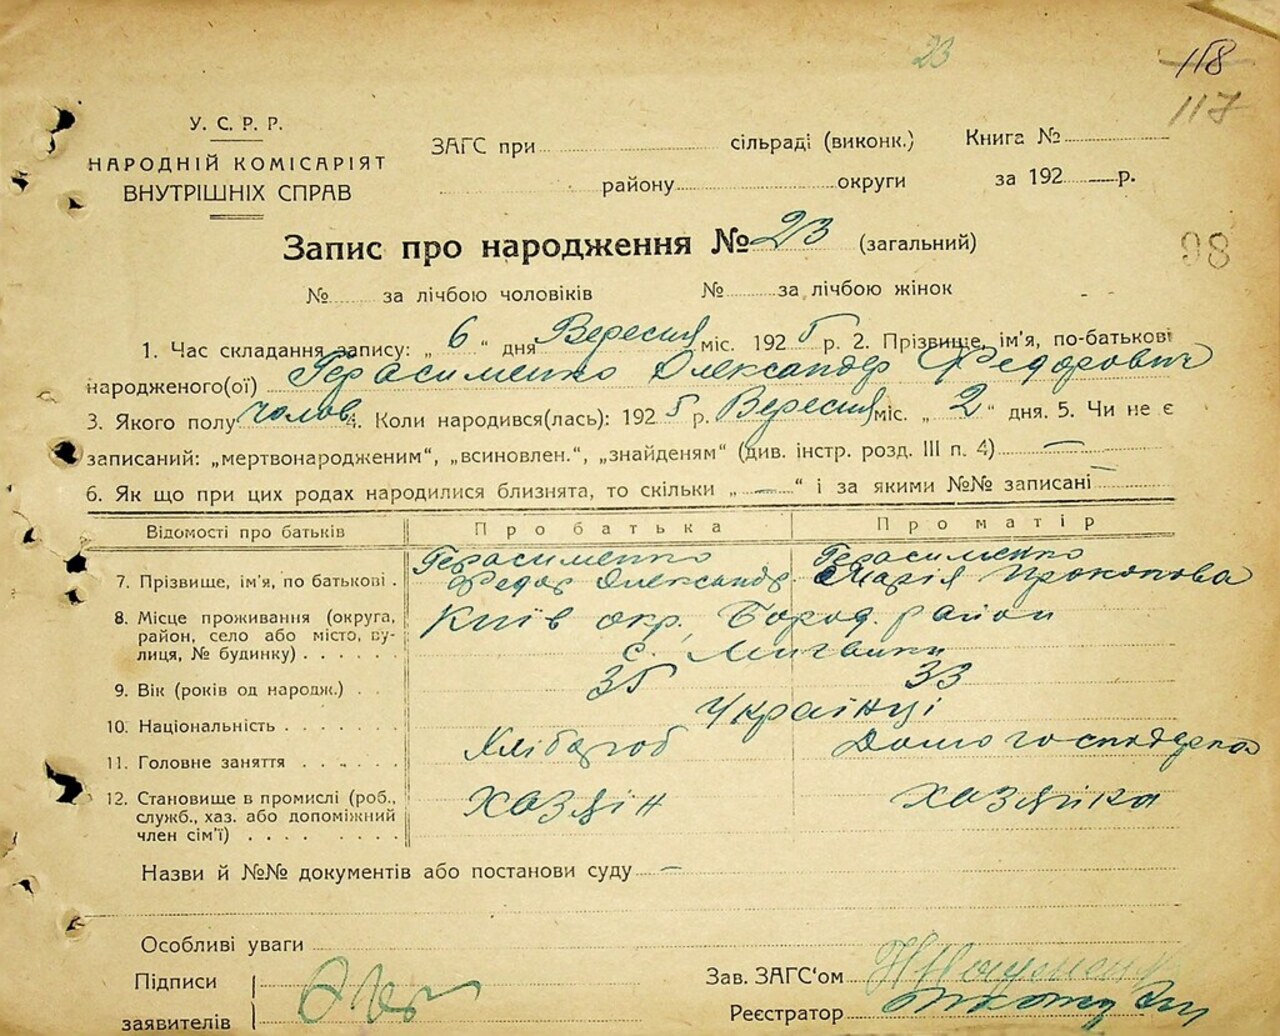 23
118
117
У. С. Р. Р.
НАРОДНІЙ КОМІСАРІЯТ
ВНУТРІШНІХ СПРАВ
ЗАГС при сільраді (виконк.) Книга №
району округи за 192 р.
Запис про народження № 23 (загальний)
98
№ за лічбою чоловіків № за лічбою жінок
1. Час складання запису: „ 6 “ дня Вересня міс. 1925 р. 2. Прізвище, ім'я, по-батькові
народженого(ої) Герасименко Олександер Федорович
3. Якого полу чолов. 4. Коли народився(лась): 1925 р. Вересня міс. „ 2 “ дня. 5. Чи не є
записаний: „мертвонародженим“, „всиновлен.“, „знайденям“ (див. інстр. розд. III п. 4) —
6. Як що при цих родах народилися близнята, то скільки „ — “ і за якими №№ записані —
Відомості про батьків Про батька Про матір
7. Прізвище, ім'я, по батькові . Герасименко Федор Олександр. Герасименко Марія Прокопова
8. Місце проживання (округа, район, село або місто, вулиця, № будинку) . . . . . . Київ окр. Бород. район
с. Мигалки
9. Вік (років од народж.) . . 35 33
10. Національність . . . . . . . Українці
11. Головне заняття . . . . . . Хлібороб Домогосподарка
12. Становище в промислі (роб., служб., хаз. або допоміжний член сім'ї) . . . . . . . . Хазяін Хазяйка
Назви й №№ документів або постанови суду —
Особливі уваги
Підписи
заявителів
Зав. ЗАГС'ом
Реєстратор